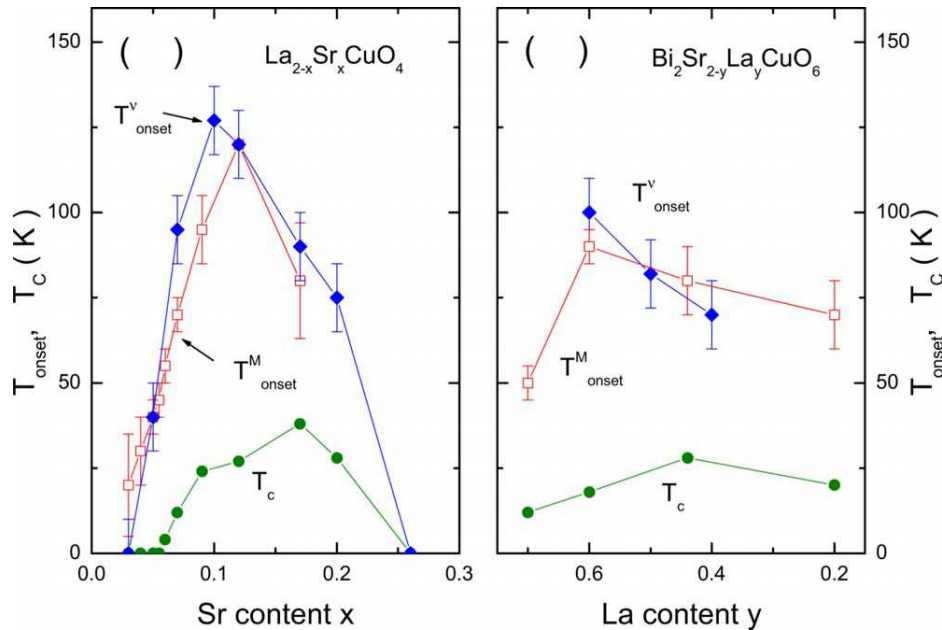 150
( )
La2-xSrxCuO4
( )
Bi2Sr2-yLayCuO6
150
Tνonset
Tνonset
100
100
Tonset, TC ( K )
Tonset, TC ( K )
TMonset
TMonset
50
50
Tc
Tc
0
0
0.0
0.1
0.2
0.3
0.6
0.4
0.2
Sr content x
La content y